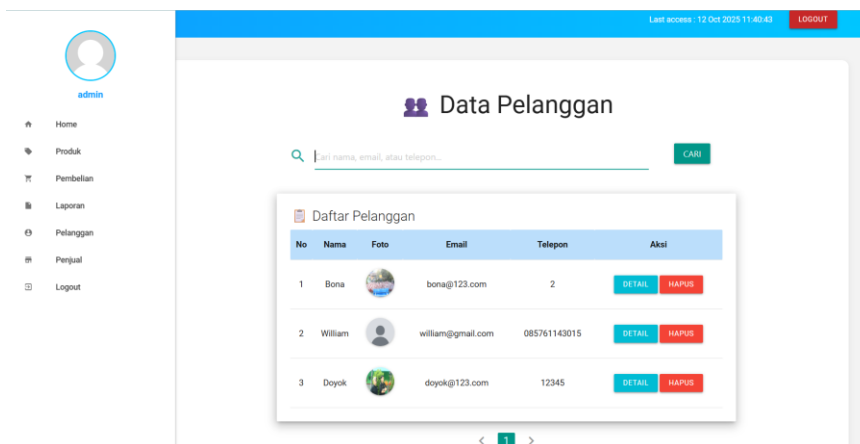 Last access : 12 Oct 2025 11:40:43 LOGOUT
admin
Home
Produk
Pembelian
Laporan
Pelanggan
Penjual
Logout
Data Pelanggan
Cari nama, email, atau telepon... CARI
Daftar Pelanggan
No Nama Foto Email Telepon Aksi
1 Bona bona@123.com 2 DETAIL HAPUS
2 William william@gmail.com 085761143015 DETAIL HAPUS
3 Doyok doyok@123.com 12345 DETAIL HAPUS
< 1 >